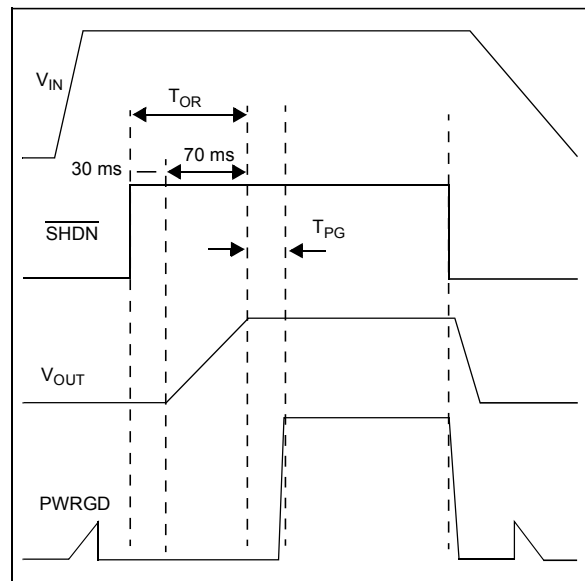 V_IN
T_OR
70 ms
30 ms
SHDN
T_PG
V_OUT
PWRGD